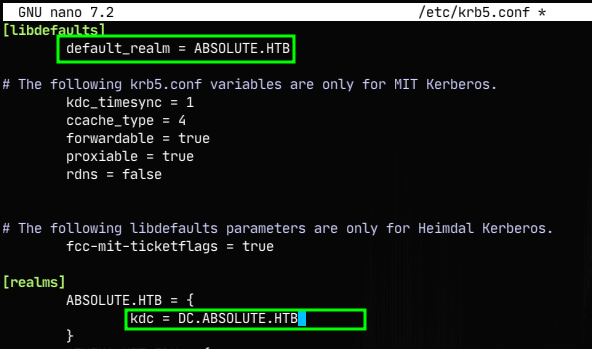 GNU nano 7.2 /etc/krb5.conf *
[libdefaults]
default_realm = ABSOLUTE.HTB
# The following krb5.conf variables are only for MIT Kerberos.
kdc_timesync = 1
ccache_type = 4
forwardable = true
proxiable = true
rdns = false
# The following libdefaults parameters are only for Heimdal Kerberos.
fcc-mit-ticketflags = true
[realms]
ABSOLUTE.HTB = {
kdc = DC.ABSOLUTE.HTB
}